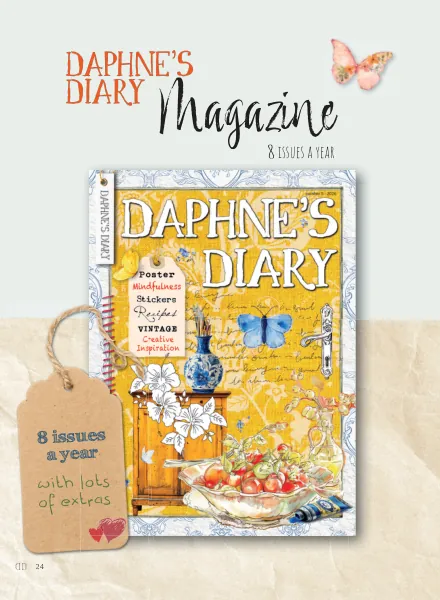 DAPHNE'S
DIARY
Magazine
8 ISSUES A YEAR
DAPHNE'S DIARY
DAPHNE'S
DIARY
Poster
Mindfulness
Stickers
Recipes
VINTAGE
Creative
Inspiration
8 issues
a year
with lots
of extras
24